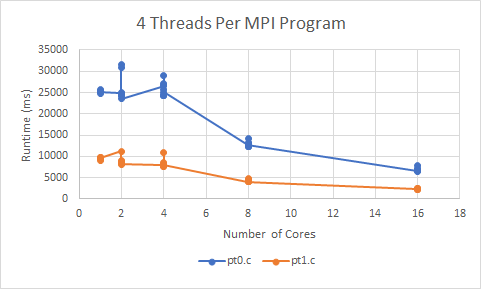 4 Threads Per MPI Program
35000
30000
25000
20000
15000
10000
5000
0
Runtime (ms)
0 2 4 6 8 10 12 14 16 18
Number of Cores
pt0.c pt1.c